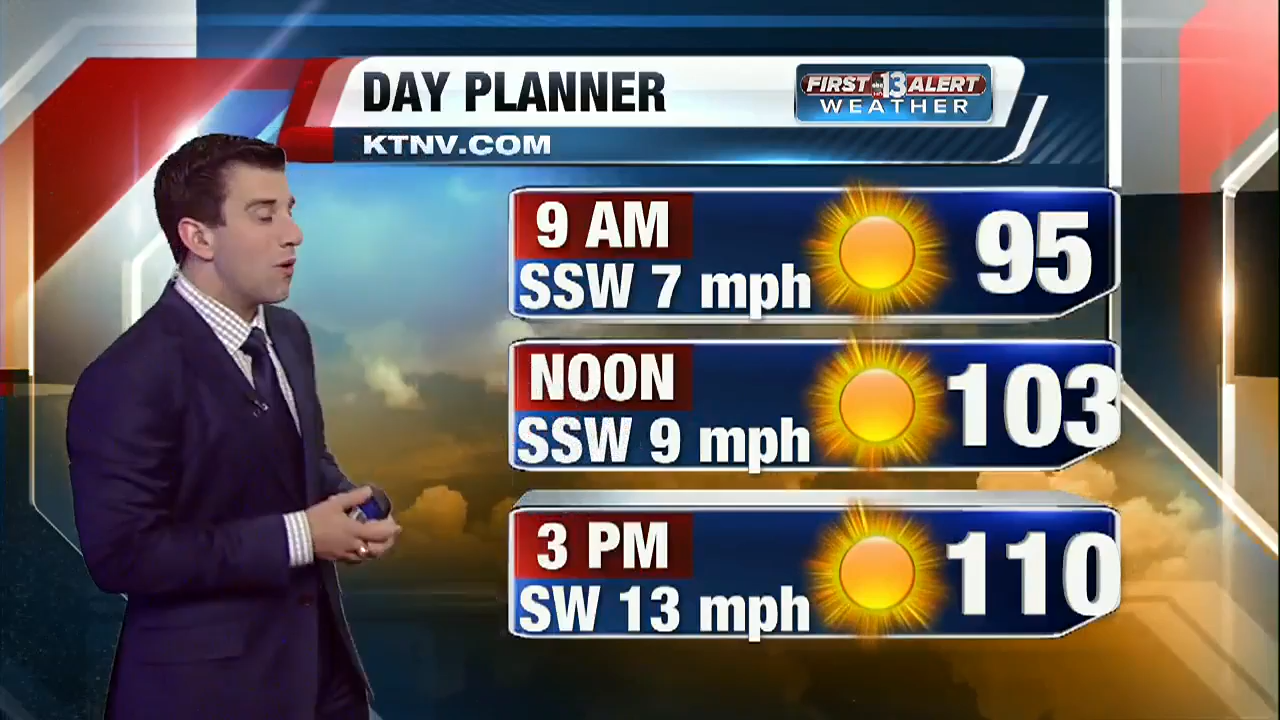 DAY PLANNER
FIRST 13 ALERT
WEATHER
KTNV.COM
9 AM
SSW 7 mph
95
NOON
SSW 9 mph
103
3 PM
SW 13 mph
110